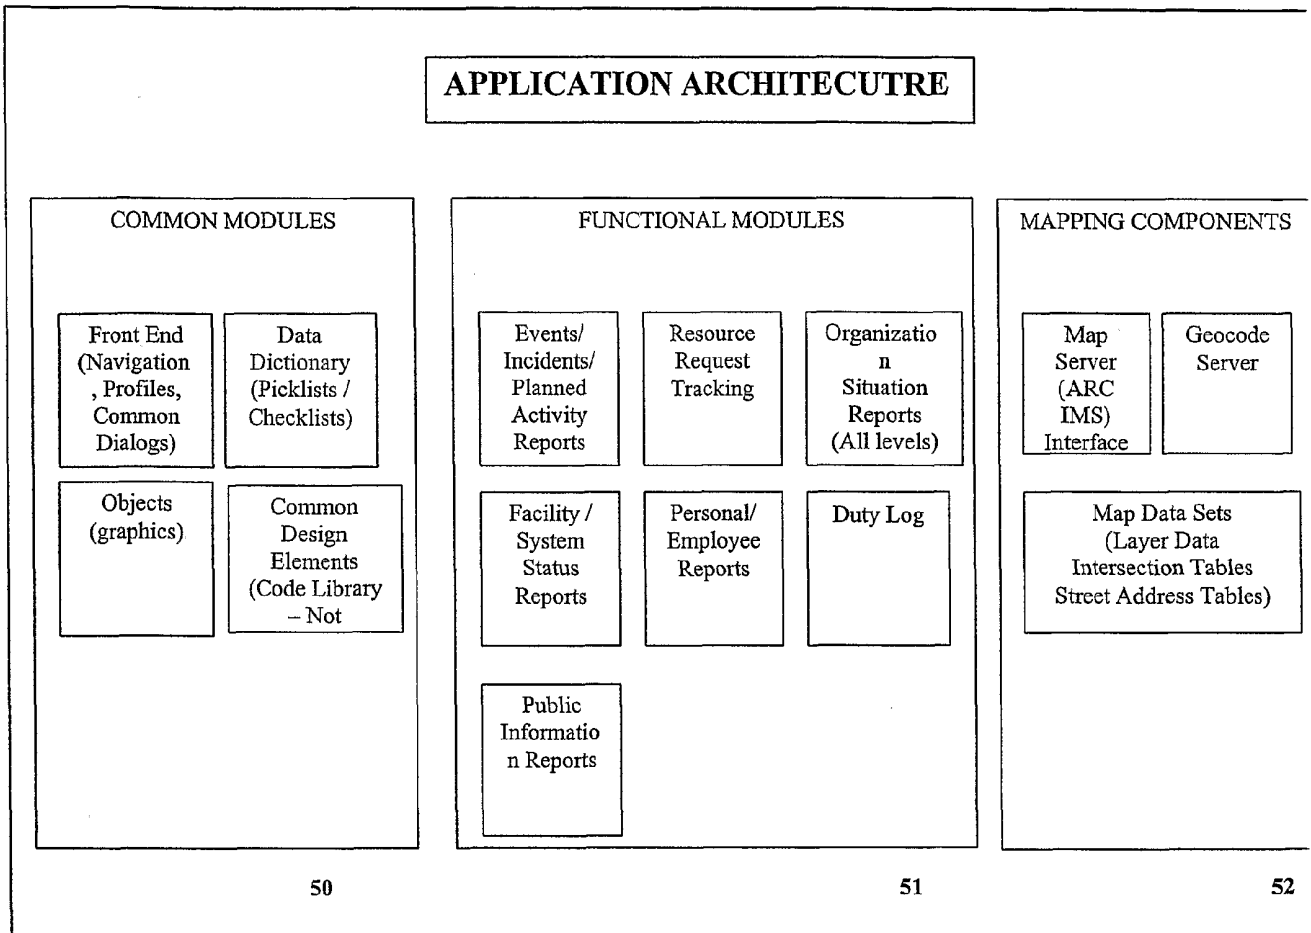 APPLICATION ARCHITECUTRE
COMMON MODULES
Front End
(Navigation
, Profiles,
Common
Dialogs)
Data
Dictionary
(Picklists /
Checklists)
Objects
(graphics)
Common
Design
Elements
(Code Library
– Not
50
FUNCTIONAL MODULES
Events/
Incidents/
Planned
Activity
Reports
Resource
Request
Tracking
Organizatio
n
Situation
Reports
(All levels)
Facility /
System
Status
Reports
Personal/
Employee
Reports
Duty Log
Public
Informatio
n Reports
51
MAPPING COMPONENTS
Map
Server
(ARC
IMS)
Interface
Geocode
Server
Map Data Sets
(Layer Data
Intersection Tables
Street Address Tables)
52